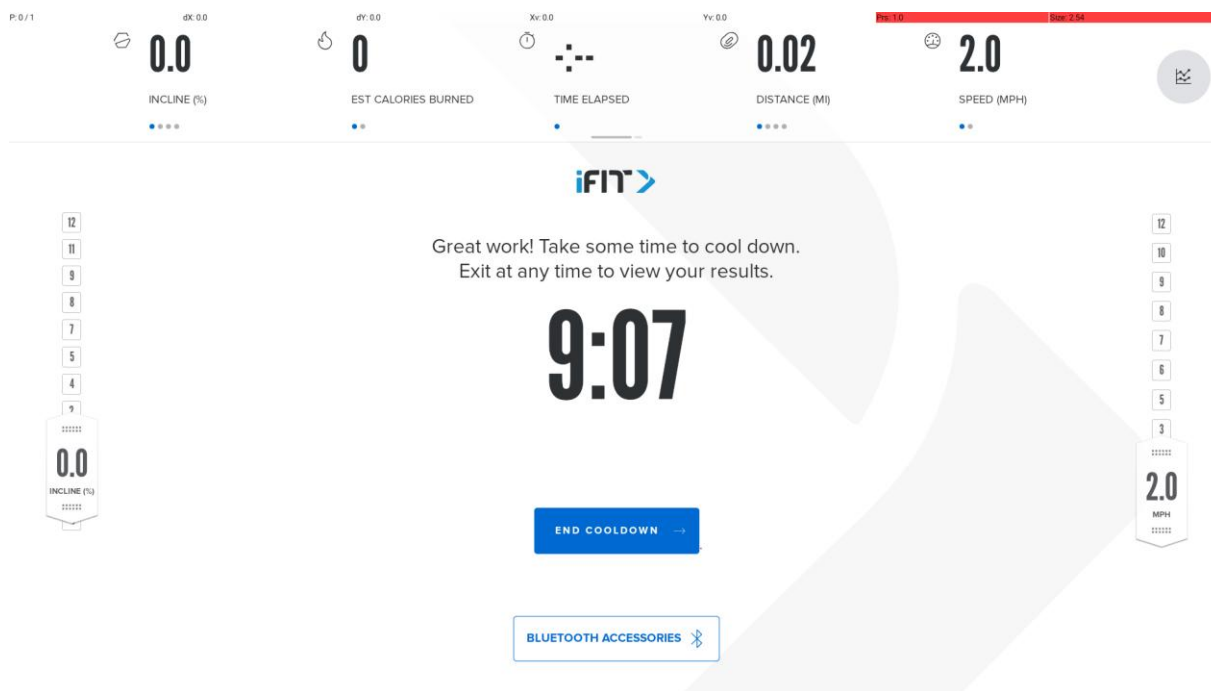 P: 0 / 1
dX: 0.0
dY: 0.0
Xv: 0.0
Yv: 0.0
Prs: 1.0
Size: 2.54
0.0
INCLINE (%)
0
EST CALORIES BURNED
-:--
TIME ELAPSED
0.02
DISTANCE (MI)
2.0
SPEED (MPH)
iFIT
Great work! Take some time to cool down.
Exit at any time to view your results.
9:07
12
11
9
8
7
5
4
2
0.0
INCLINE (%)
12
10
9
8
7
6
5
3
2.0
MPH
END COOLDOWN →
BLUETOOTH ACCESSORIES